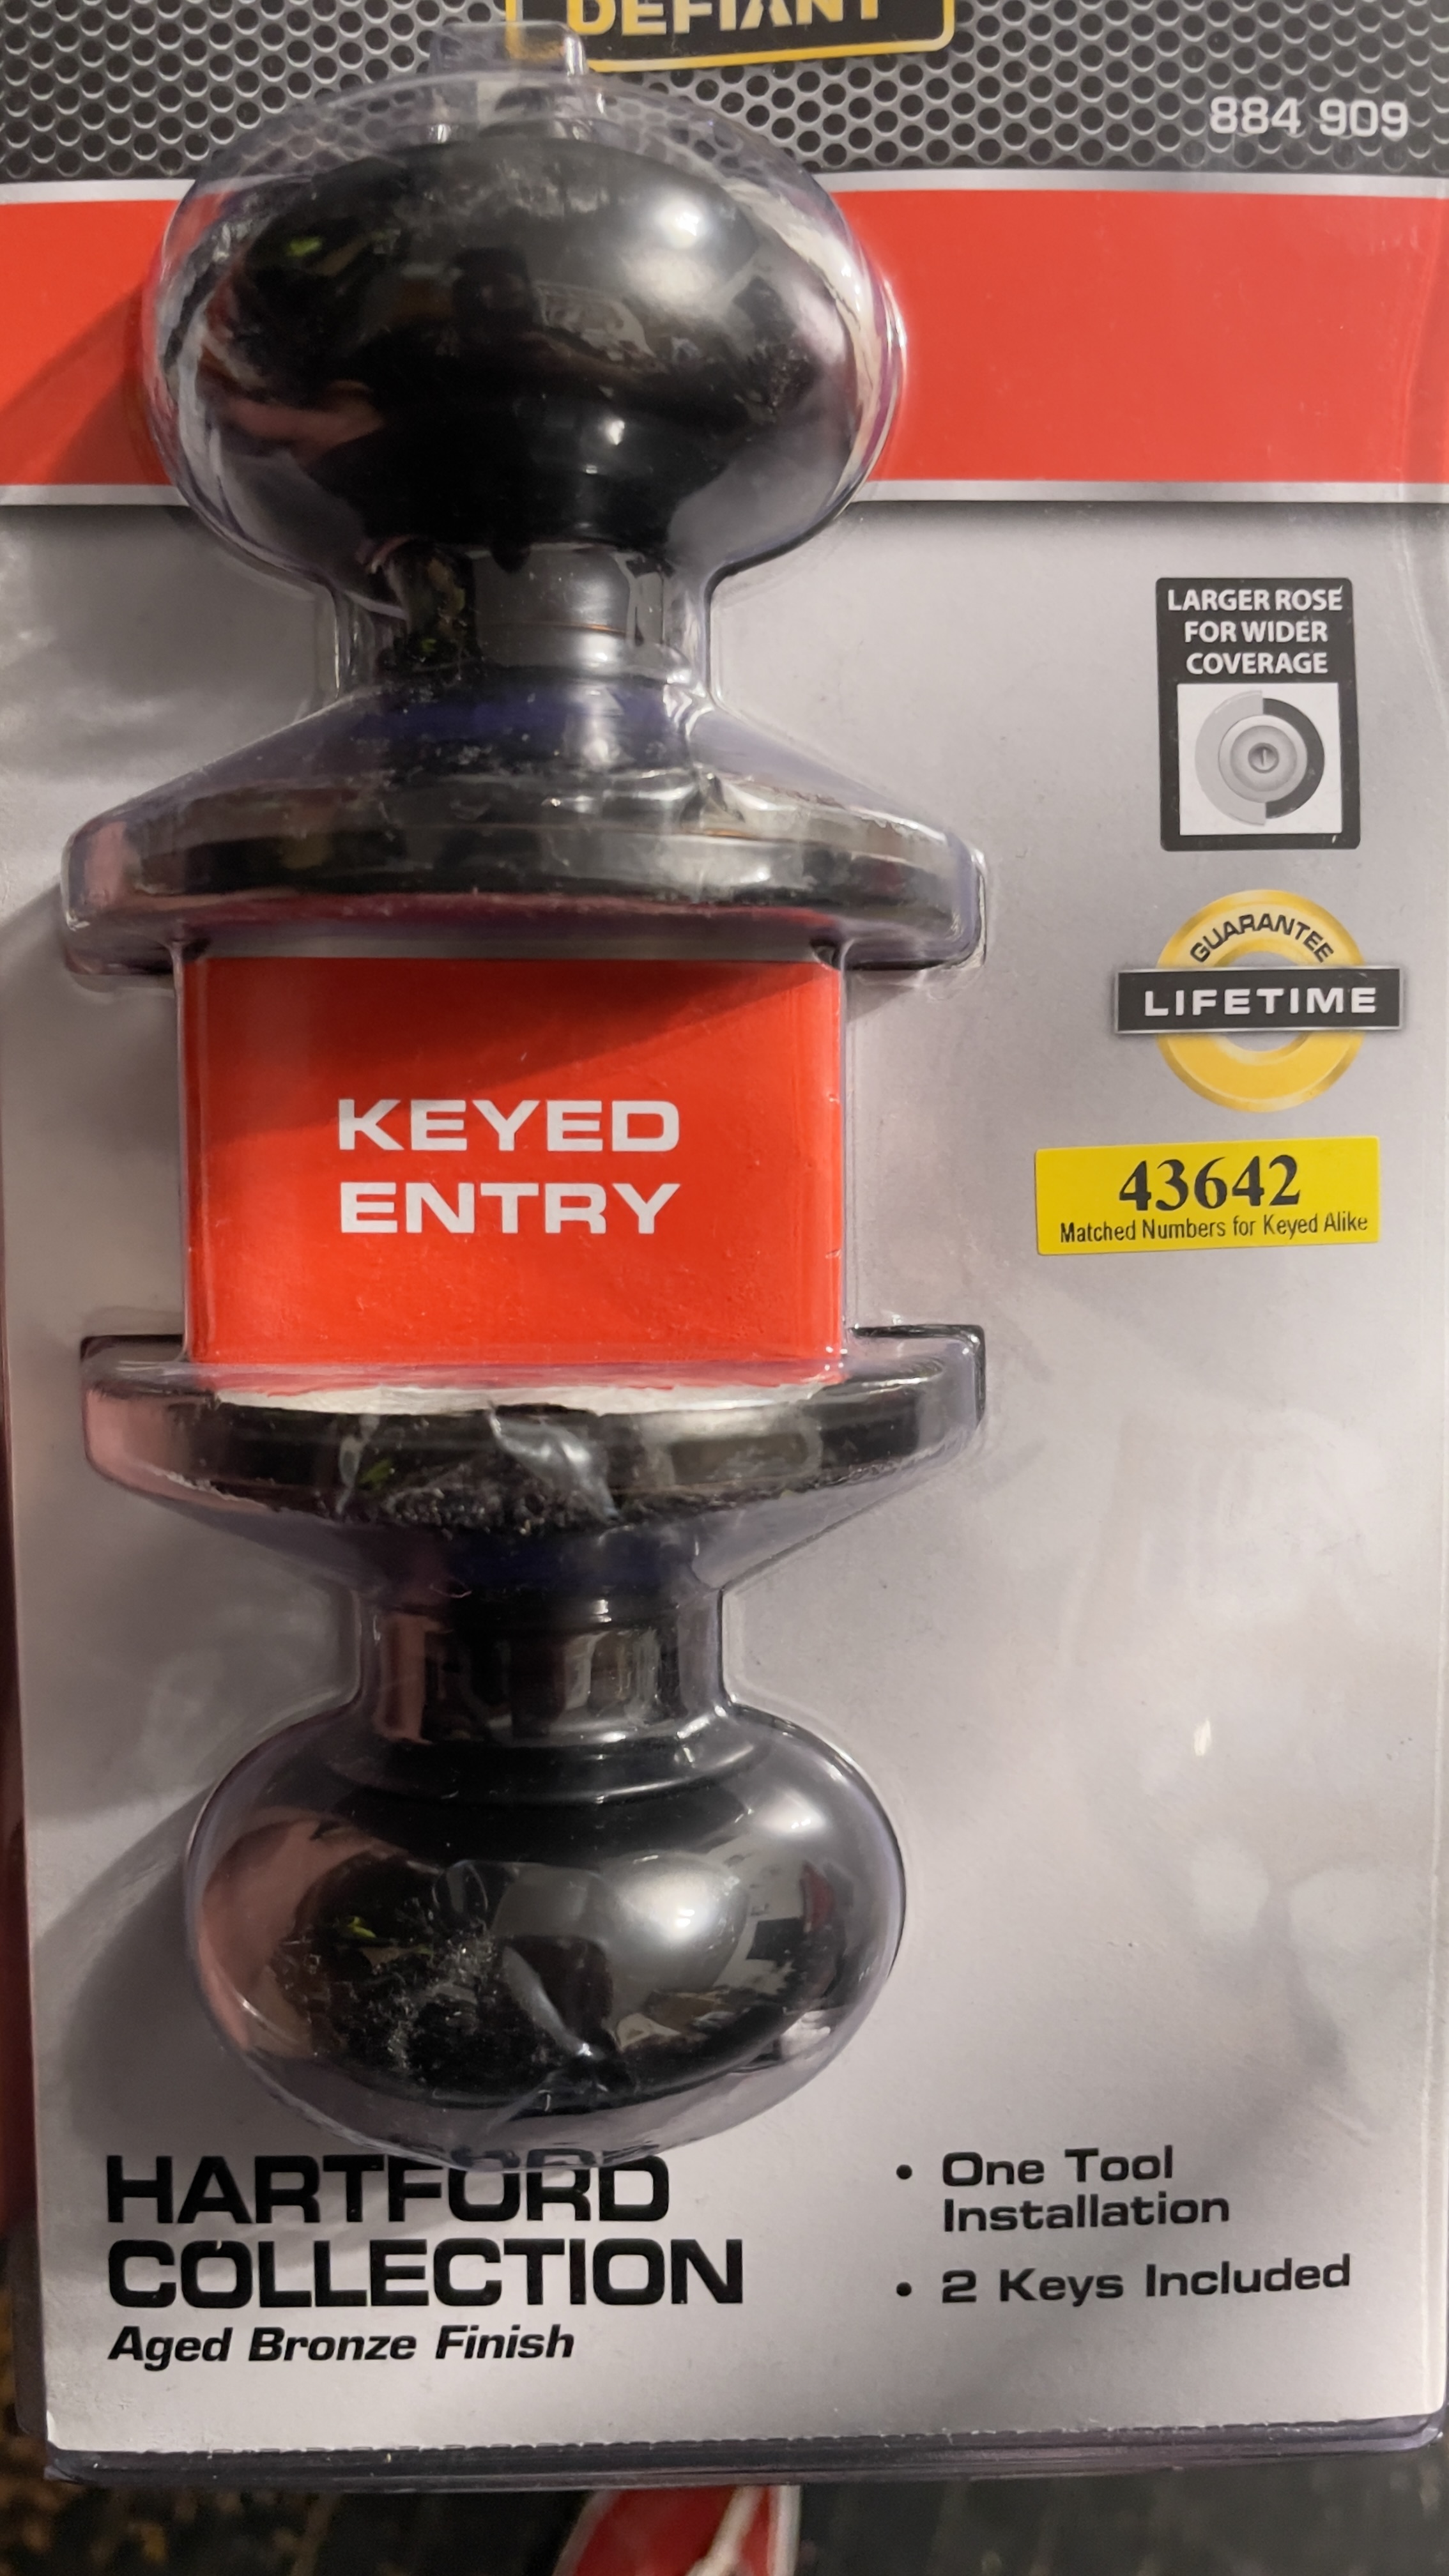 DEFIANT
884 909
LARGER ROSE
FOR WIDER
COVERAGE
GUARANTEE
LIFETIME
KEYED
ENTRY
43642
Matched Numbers for Keyed Alike
HARTFORD
COLLECTION
Aged Bronze Finish
• One Tool
Installation
• 2 Keys Included